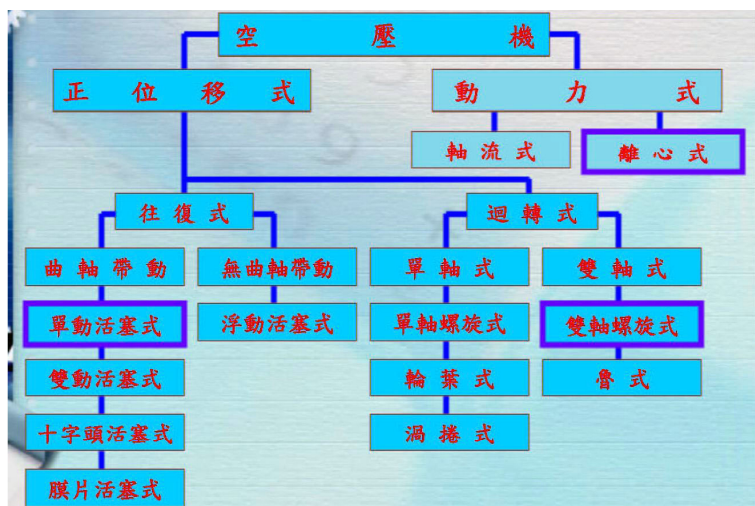 空壓機
正位移式
動力式
軸流式
離心式
往復式
迴轉式
曲軸帶動
無曲軸帶動
單軸式
雙軸式
單動活塞式
浮動活塞式
單軸螺旋式
雙軸螺旋式
雙動活塞式
輪葉式
魯式
十字頭活塞式
渦捲式
膜片活塞式